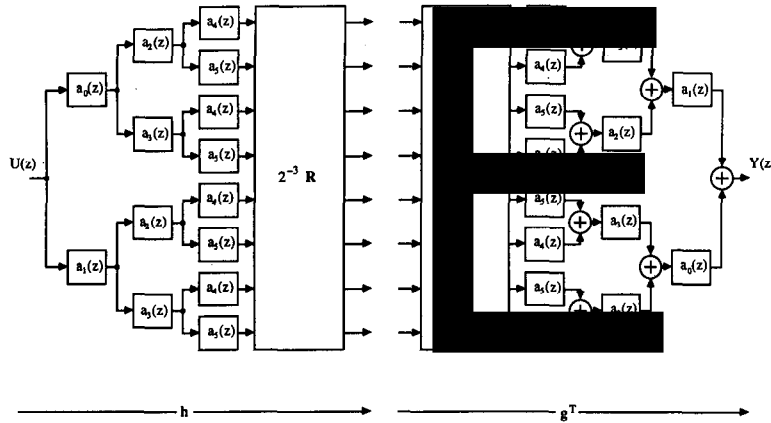 a₄(z)
a₂(z)
a₅(z) a₄(z)
a₀(z) a₁(z)
a₄(z) a₅(z)
a₃(z) a₂(z)
a₅(z)
U(z) 2⁻³ R Y(z
a₄(z) a₅(z)
a₂(z) a₃(z)
a₅(z) a₄(z)
a₁(z) a₀(z)
a₄(z) a₅(z)
a₃(z)
a₅(z)
h gᵀ